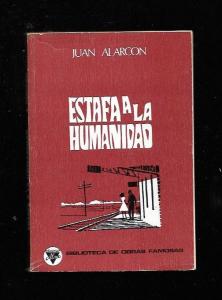 JUAN ALARCON
ESTAFA A LA
HUMANIDAD
BIBLIOTECA DE OBRAS FAMOSAS